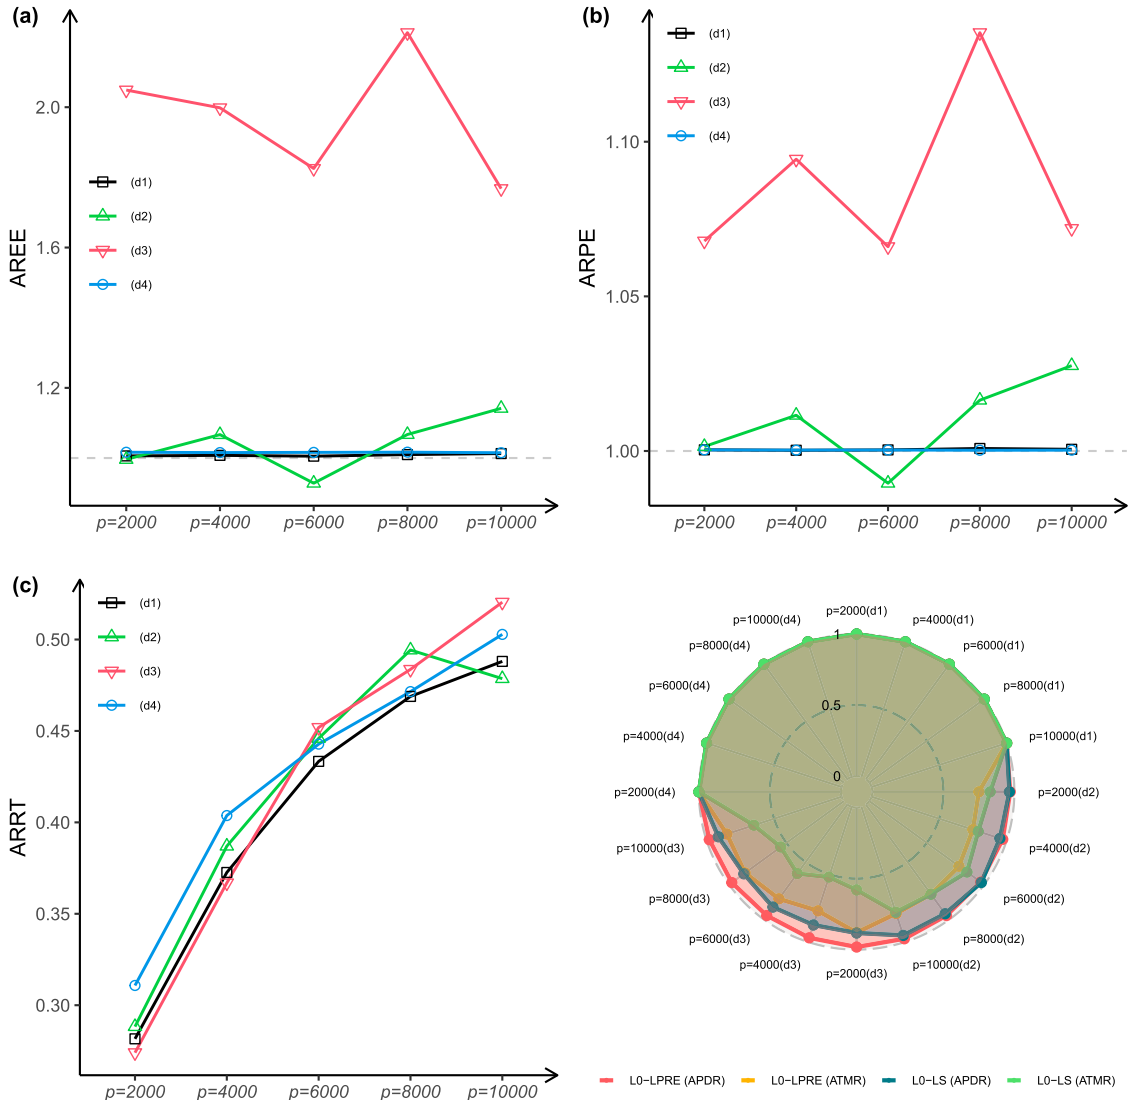 (a)
AREE
2.0
1.6
1.2
(d1)
(d2)
(d3)
(d4)
p=2000 p=4000 p=6000 p=8000 p=10000
(b)
ARPE
1.10
1.05
1.00
(d1)
(d2)
(d3)
(d4)
p=2000 p=4000 p=6000 p=8000 p=10000
(c)
ARRT
0.50
0.45
0.40
0.35
0.30
(d1)
(d2)
(d3)
(d4)
p=2000 p=4000 p=6000 p=8000 p=10000
p=2000(d1)
p=4000(d1)
p=6000(d1)
p=8000(d1)
p=10000(d1)
p=2000(d2)
p=4000(d2)
p=6000(d2)
p=8000(d2)
p=10000(d2)
p=2000(d3)
p=4000(d3)
p=6000(d3)
p=8000(d3)
p=10000(d3)
p=2000(d4)
p=4000(d4)
p=6000(d4)
p=8000(d4)
p=10000(d4)
1
0.5
0
L0−LPRE (APDR) L0−LPRE (ATMR) L0−LS (APDR) L0−LS (ATMR)